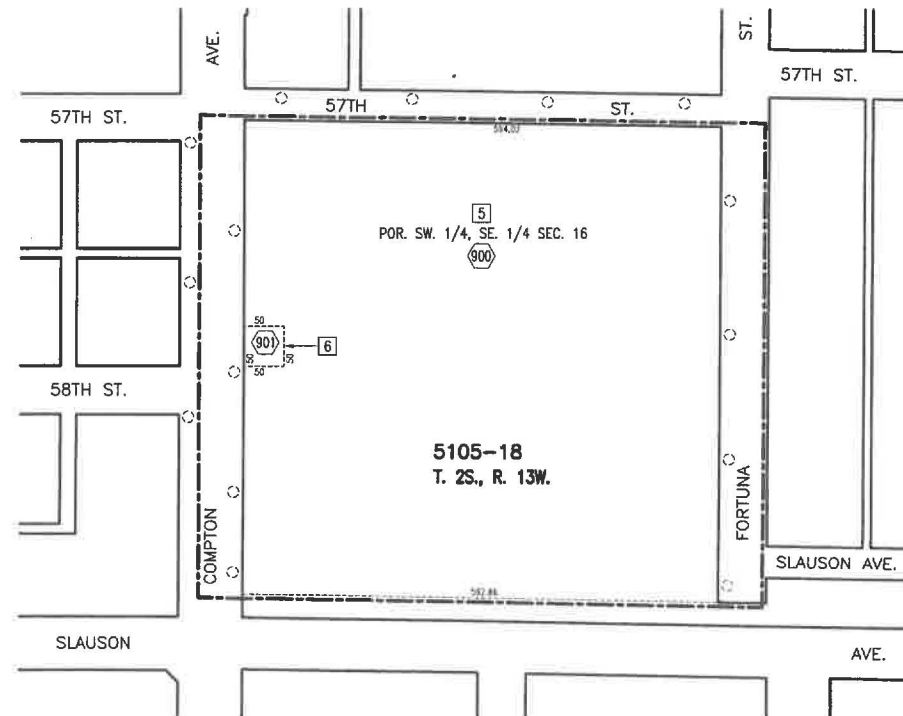 AVE.
ST.
57TH ST.
57TH
ST.
57TH ST.
5
POR. SW. 1/4, SE. 1/4 SEC. 16
900
50
901
6
50
50
50
58TH ST.
5105-18
T. 2S., R. 13W.
COMPTON
FORTUNA
SLAUSON AVE.
SLAUSON
AVE.